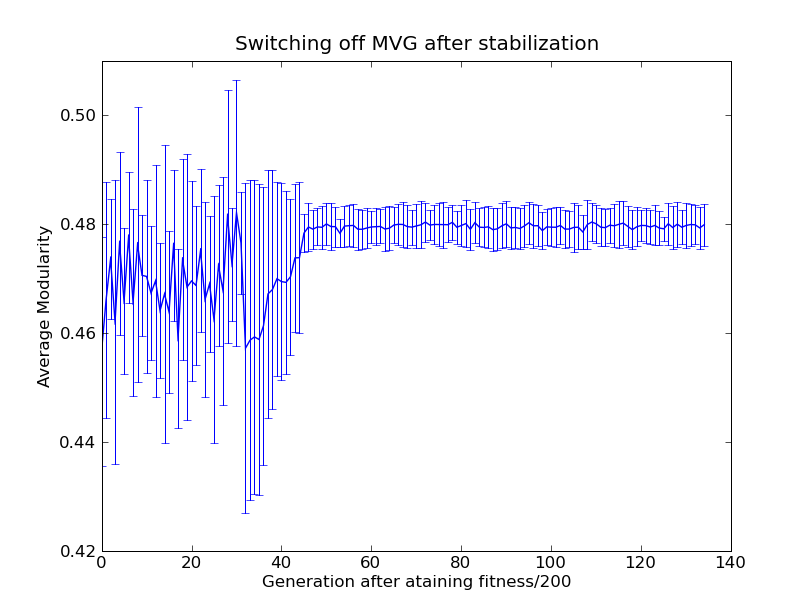 Switching off MVG after stabilization
0.50
0.48
0.46
0.44
0.42
Average Modularity
0 20 40 60 80 100 120 140
Generation after ataining fitness/200